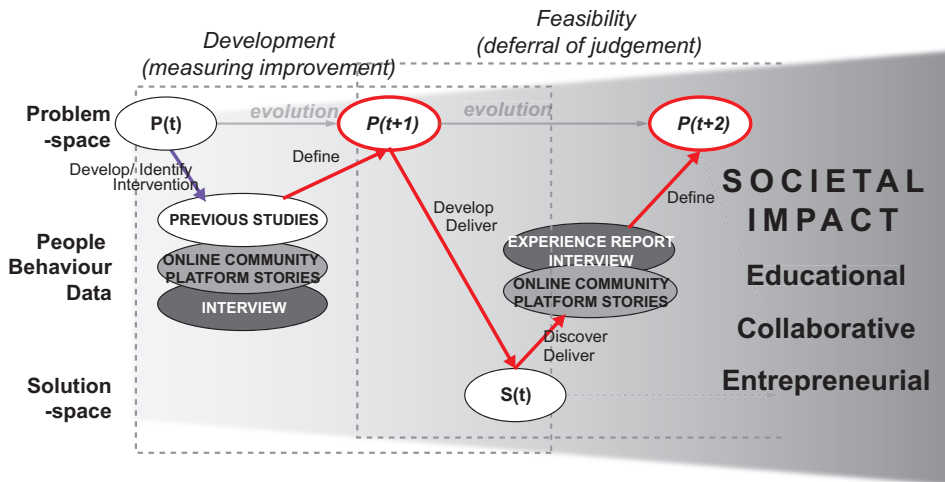 Development
(measuring improvement)
Feasibility
(deferral of judgement)
Problem
-space
P(t)
evolution
P(t+1)
evolution
P(t+2)
Develop/ Identify
Intervention
Define
Develop
Deliver
Define
SOCIETAL
IMPACT
Educational
Collaborative
Entrepreneurial
People
Behaviour
Data
PREVIOUS STUDIES
ONLINE COMMUNITY
PLATFORM STORIES
INTERVIEW
EXPERIENCE REPORT
INTERVIEW
ONLINE COMMUNITY
PLATFORM STORIES
Discover
Deliver
Solution
-space
S(t)